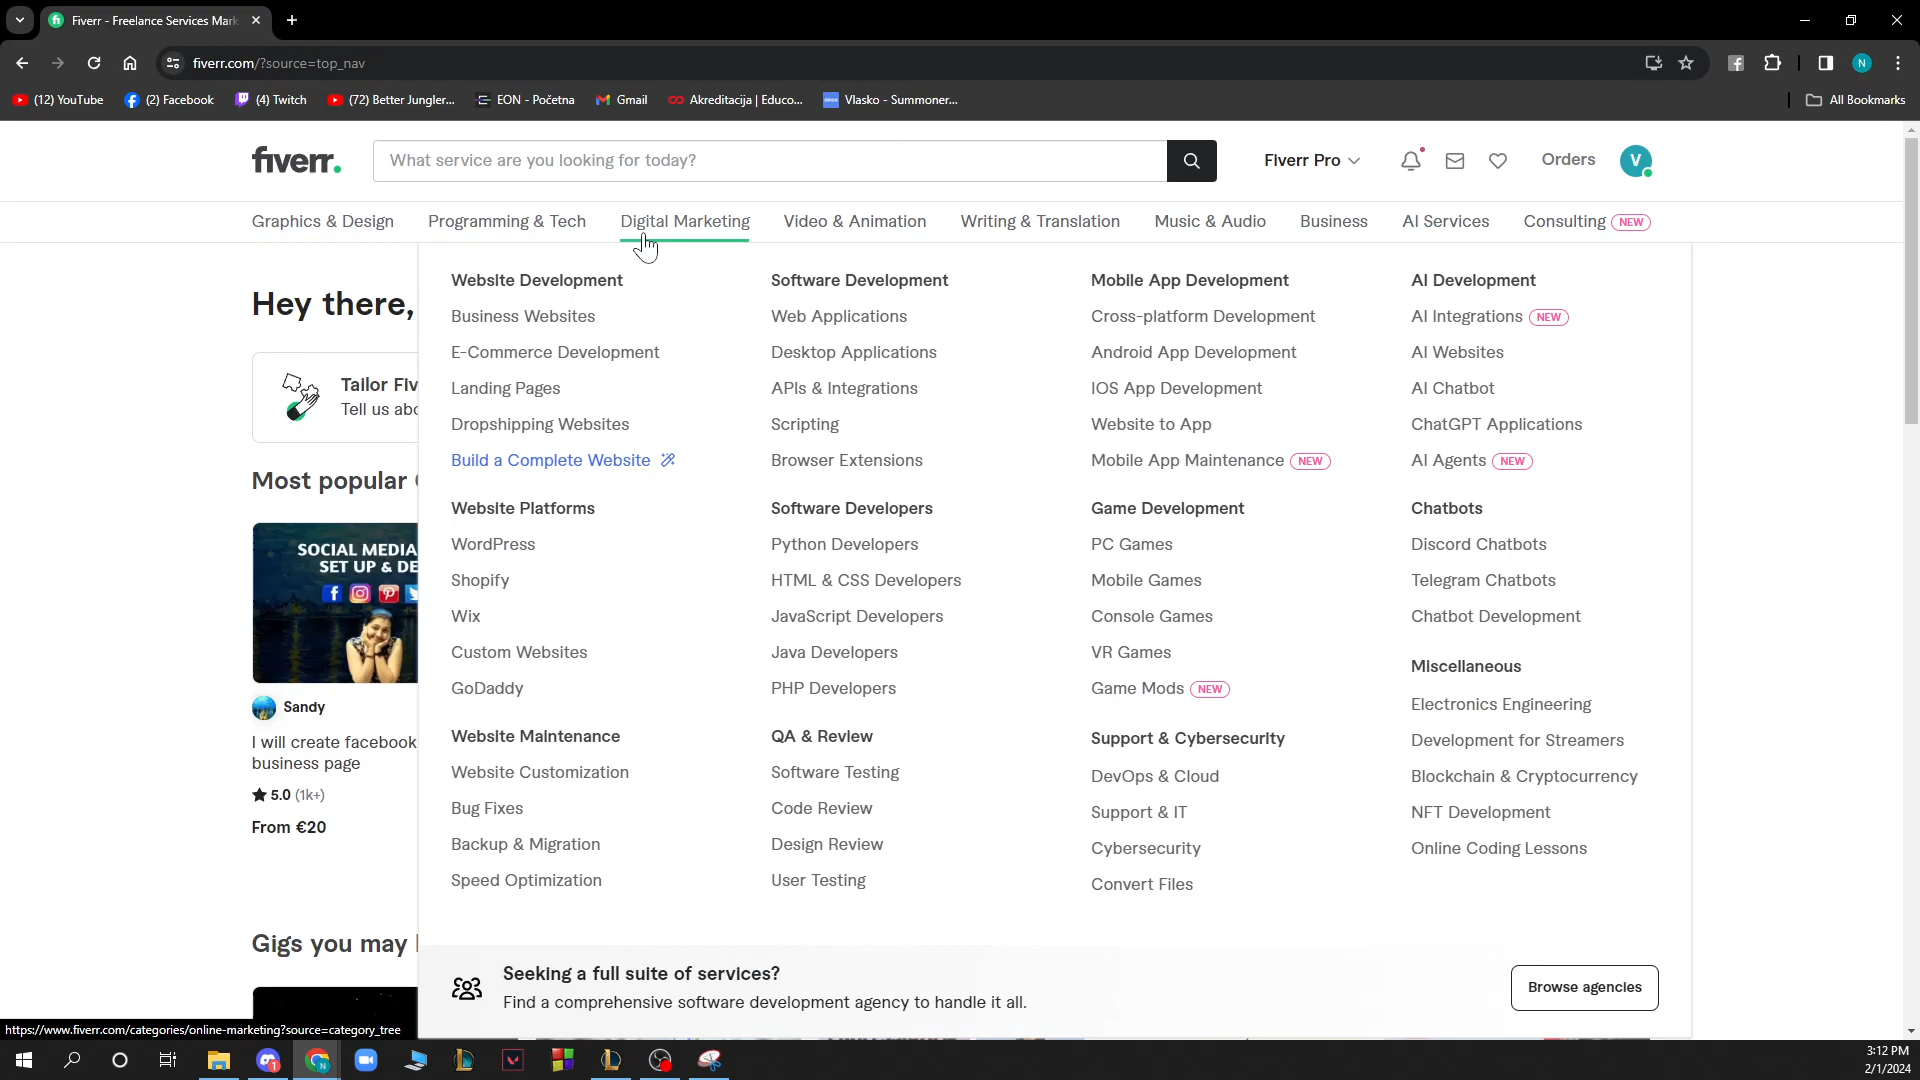 Fiverr - Freelance Services Mark
fiverr.com/?source=top_nav
(12) YouTube
(2) Facebook
(4) Twitch
(72) Better Jungler...
EON - Početna
Gmail
Akreditacija | Educo...
Vlasko - Summoner...
All Bookmarks
fiverr.
What service are you looking for today?
Fiverr Pro
Orders
V
Graphics & Design
Programming & Tech
Digital Marketing
Video & Animation
Writing & Translation
Music & Audio
Business
AI Services
Consulting NEW
Hey there,
Tailor Fiv
Tell us abo
Most popular
SOCIAL MEDIA
SET UP & DE
Sandy
I will create facebook
business page
5.0 (1k+)
From €20
Gigs you may
Website Development
Business Websites
E-Commerce Development
Landing Pages
Dropshipping Websites
Build a Complete Website
Website Platforms
WordPress
Shopify
Wix
Custom Websites
GoDaddy
Website Maintenance
Website Customization
Bug Fixes
Backup & Migration
Speed Optimization
Software Development
Web Applications
Desktop Applications
APIs & Integrations
Scripting
Browser Extensions
Software Developers
Python Developers
HTML & CSS Developers
JavaScript Developers
Java Developers
PHP Developers
QA & Review
Software Testing
Code Review
Design Review
User Testing
Mobile App Development
Cross-platform Development
Android App Development
IOS App Development
Website to App
Mobile App Maintenance NEW
Game Development
PC Games
Mobile Games
Console Games
VR Games
Game Mods NEW
Support & Cybersecurity
DevOps & Cloud
Support & IT
Cybersecurity
Convert Files
AI Development
AI Integrations NEW
AI Websites
AI Chatbot
ChatGPT Applications
AI Agents NEW
Chatbots
Discord Chatbots
Telegram Chatbots
Chatbot Development
Miscellaneous
Electronics Engineering
Development for Streamers
Blockchain & Cryptocurrency
NFT Development
Online Coding Lessons
Seeking a full suite of services?
Find a comprehensive software development agency to handle it all.
Browse agencies
https://www.fiverr.com/categories/online-marketing?source=category_tree
3:12 PM
2/1/2024